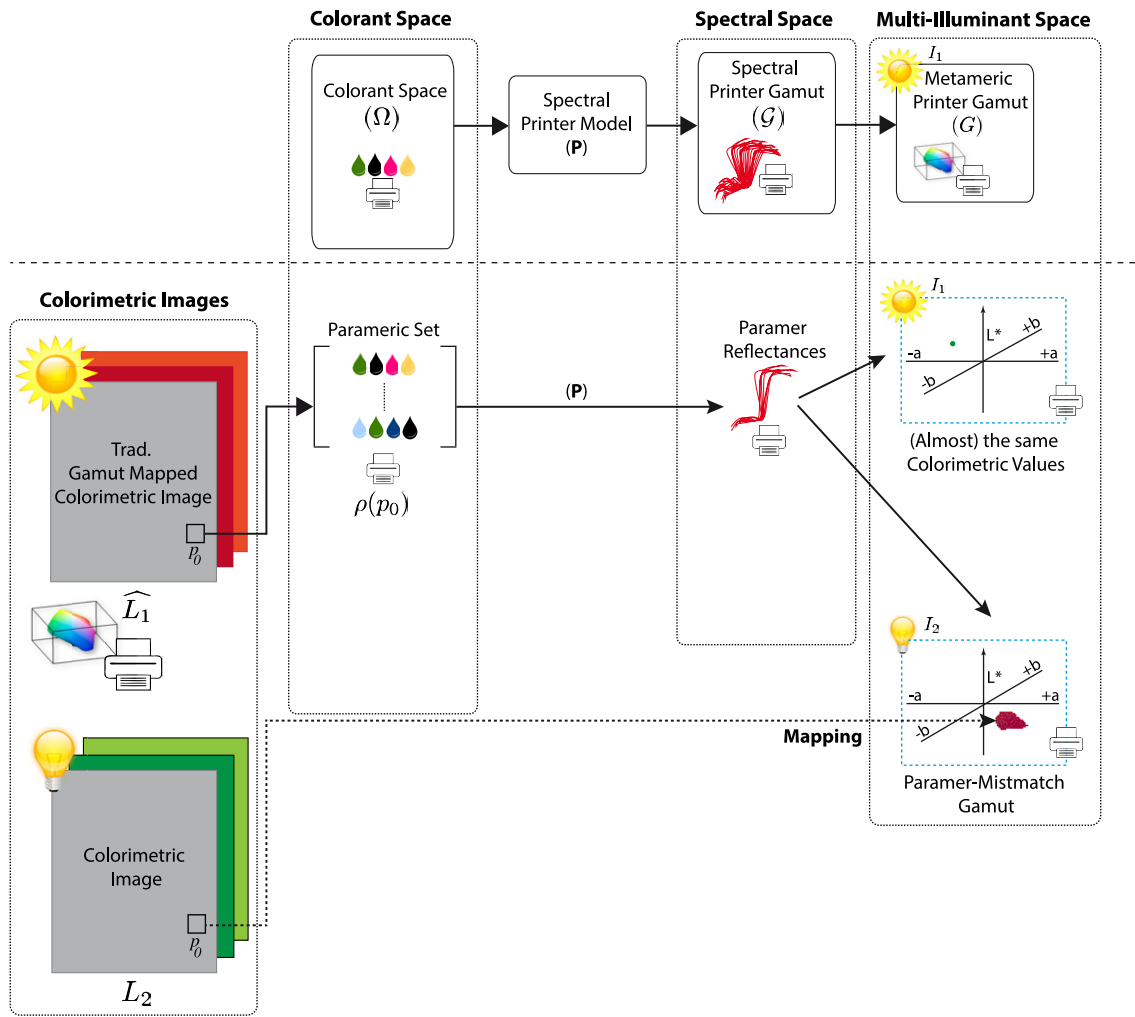 Colorant Space
Spectral Space
Multi-Illuminant Space
Colorant Space
(Ω)
Spectral
Printer Model
(P)
Spectral
Printer Gamut
(𝒢)
I₁
Metameric
Printer Gamut
(G)
Colorimetric Images
Trad.
Gamut Mapped
Colorimetric Image
p₀
L̂₁
Parameric Set
ρ(p₀)
(P)
Paramer
Reflectances
I₁
L*
+b
-a
+a
-b
(Almost) the same
Colorimetric Values
I₂
L*
+b
-a
+a
-b
Mapping
Paramer-Mistmatch
Gamut
Colorimetric
Image
p₀
L₂